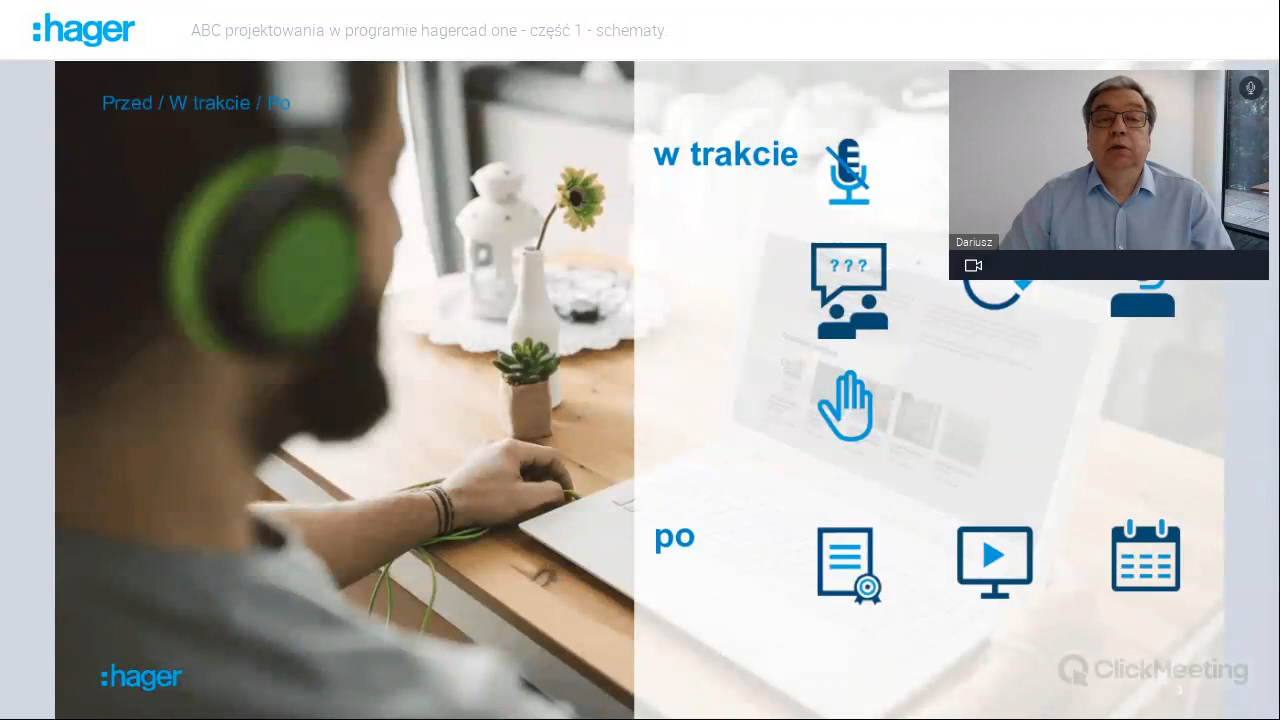 :hager
ABC projektowania w programie hagercad one - część 1 - schematy
Przed / W trakcie / Po
w trakcie
Dariusz
? ? ?
po
:hager
ClickMeeting